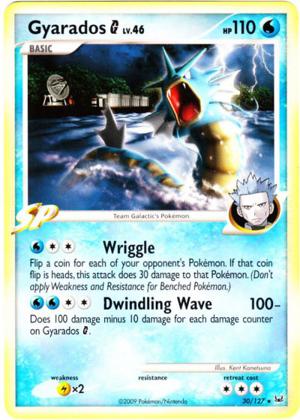 Gyarados G LV.46 HP 110
BASIC
SP
Team Galactic's Pokémon
Wriggle
Flip a coin for each of your opponent's Pokémon. If that coin
flip is heads, this attack does 30 damage to that Pokémon. (Don't
apply Weakness and Resistance for Benched Pokémon.)
Dwindling Wave 100−
Does 100 damage minus 10 damage for each damage counter
on Gyarados G.
Illus. Kent Kanetsuna
weakness resistance retreat cost
×2
©2009 Pokémon/Nintendo 30/127